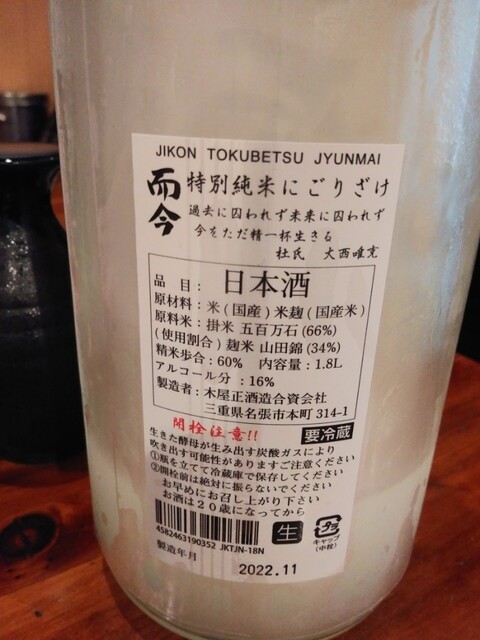 JIKON TOKUBETSU JYUNMAI
而今
特別純米にごりざけ
過去に囚われず未来に囚われず
今をただ精一杯生きる
杜氏 大西唯克
品目: 日本酒
原材料:米(国産)米麹(国産米)
原料米:掛米 五百万石(66%)
(使用割合)麹米 山田錦(34%)
精米歩合:60% 内容量:1.8L
アルコール分:16%
製造者:木屋正酒造合資会社
三重県名張市本町 314-1
開栓注意!!
要冷蔵
生きた酵母が生み出す炭酸ガスにより
吹き出す可能性がありますご注意ください
①瓶を立てて冷蔵庫で保存してください
②開栓前は絶対に振らないでください
お早めにお召し上がり下さい
お酒は20歳になってから
4582463190352 JKTJN-18N
生
キャップ
(中栓)
製造年月
2022.11